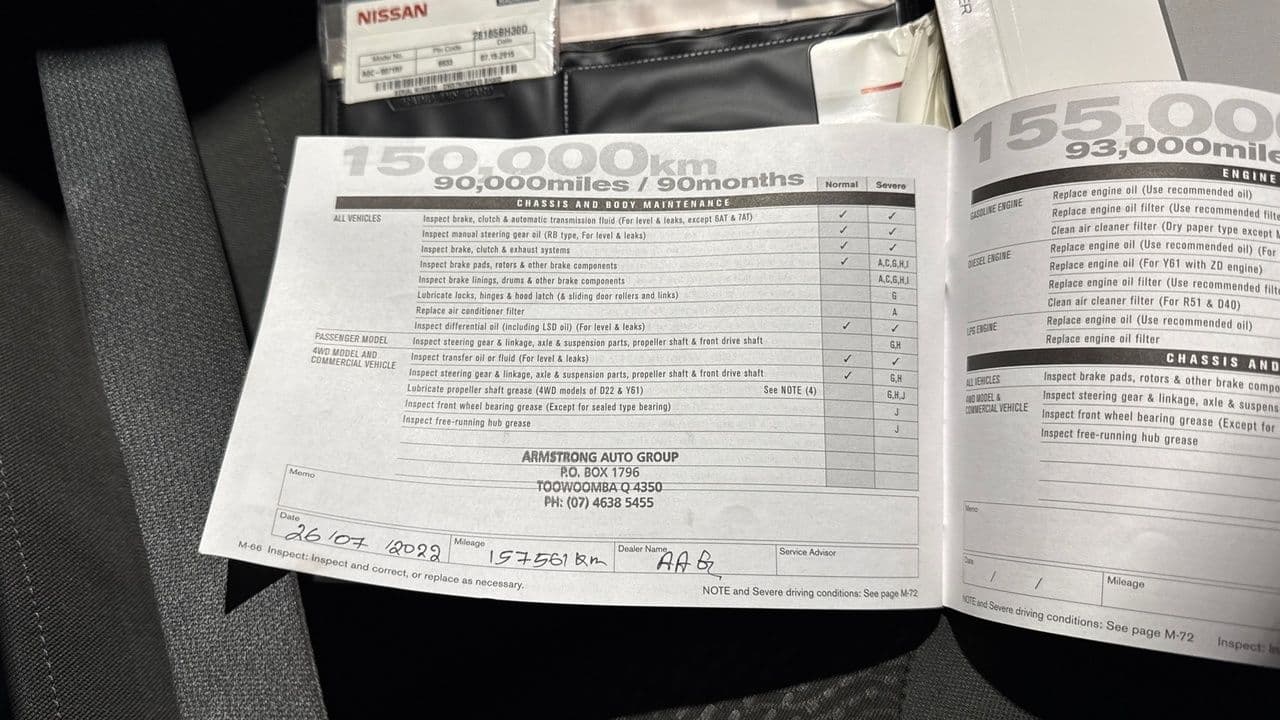 NISSAN
28185BH30D
Model No.
Pin Code
Date
0633
07.15.2015
150,000km
90,000miles / 90months
Normal
Severe
CHASSIS AND BODY MAINTENANCE
ALL VEHICLES
Inspect brake, clutch & automatic transmission fluid (For level & leaks, except 6AT & 7AT) ✓ ✓
Inspect manual steering gear oil (RB type, For level & leaks) ✓ ✓
Inspect brake, clutch & exhaust systems ✓ ✓
Inspect brake pads, rotors & other brake components ✓ A,C,G,H,I
Inspect brake linings, drums & other brake components A,C,G,H,I
Lubricate locks, hinges & hood latch (& sliding door rollers and links) G
Replace air conditioner filter A
Inspect differential oil (including LSD oil) (For level & leaks) ✓ ✓
PASSENGER MODEL
Inspect steering gear & linkage, axle & suspension parts, propeller shaft & front drive shaft G,H
4WD MODEL AND
COMMERCIAL VEHICLE
Inspect transfer oil or fluid (For level & leaks) ✓ ✓
Inspect steering gear & linkage, axle & suspension parts, propeller shaft & front drive shaft ✓ G,H
Lubricate propeller shaft grease (4WD models of D22 & Y61) See NOTE (4) G,H,J
Inspect front wheel bearing grease (Except for sealed type bearing) J
Inspect free-running hub grease J
ARMSTRONG AUTO GROUP
P.O. BOX 1796
TOOWOOMBA Q 4350
PH: (07) 4638 5455
Memo
Date 26/07/2022
Mileage 157561 km
Dealer Name AAG
Service Advisor
M-66 Inspect: Inspect and correct, or replace as necessary.
NOTE and Severe driving conditions: See page M-72
155,00
93,000mile
ENGINE
GASOLINE ENGINE
Replace engine oil (Use recommended oil)
Replace engine oil filter (Use recommended filt
Clean air cleaner filter (Dry paper type except
DIESEL ENGINE
Replace engine oil (Use recommended oil) (For
Replace engine oil (For Y61 with ZD engine)
Replace engine oil filter (Use recommended filt
Clean air cleaner filter (For R51 & D40)
LPG ENGINE
Replace engine oil (Use recommended oil)
Replace engine oil filter
CHASSIS AND
ALL VEHICLES
Inspect brake pads, rotors & other brake compo
4WD MODEL &
COMMERCIAL VEHICLE
Inspect steering gear & linkage, axle & suspens
Inspect front wheel bearing grease (Except for
Inspect free-running hub grease
Memo
Date / /
Mileage
NOTE and Severe driving conditions: See page M-72
Inspect: In